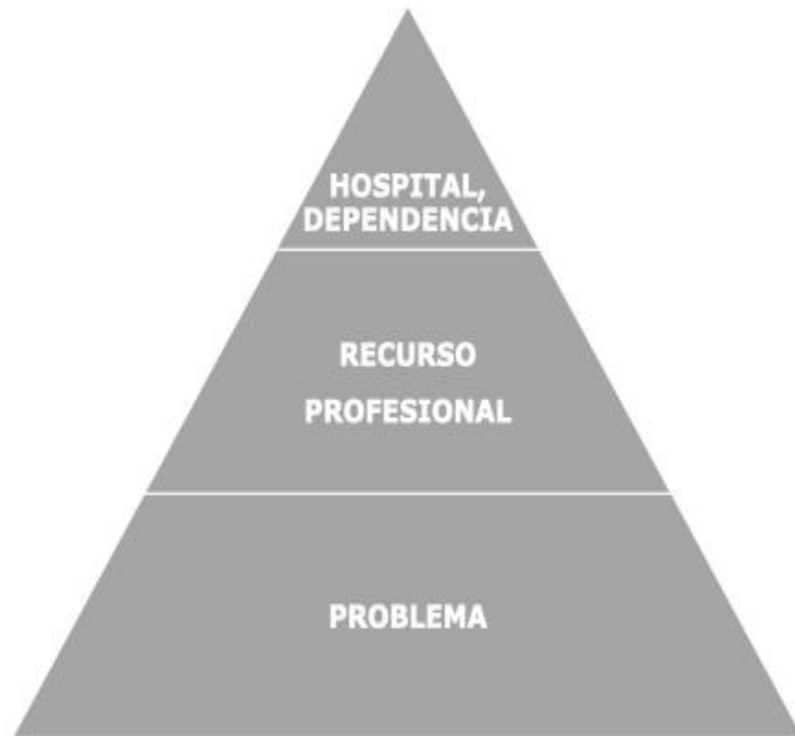 HOSPITAL,
DEPENDENCIA
RECURSO
PROFESIONAL
PROBLEMA